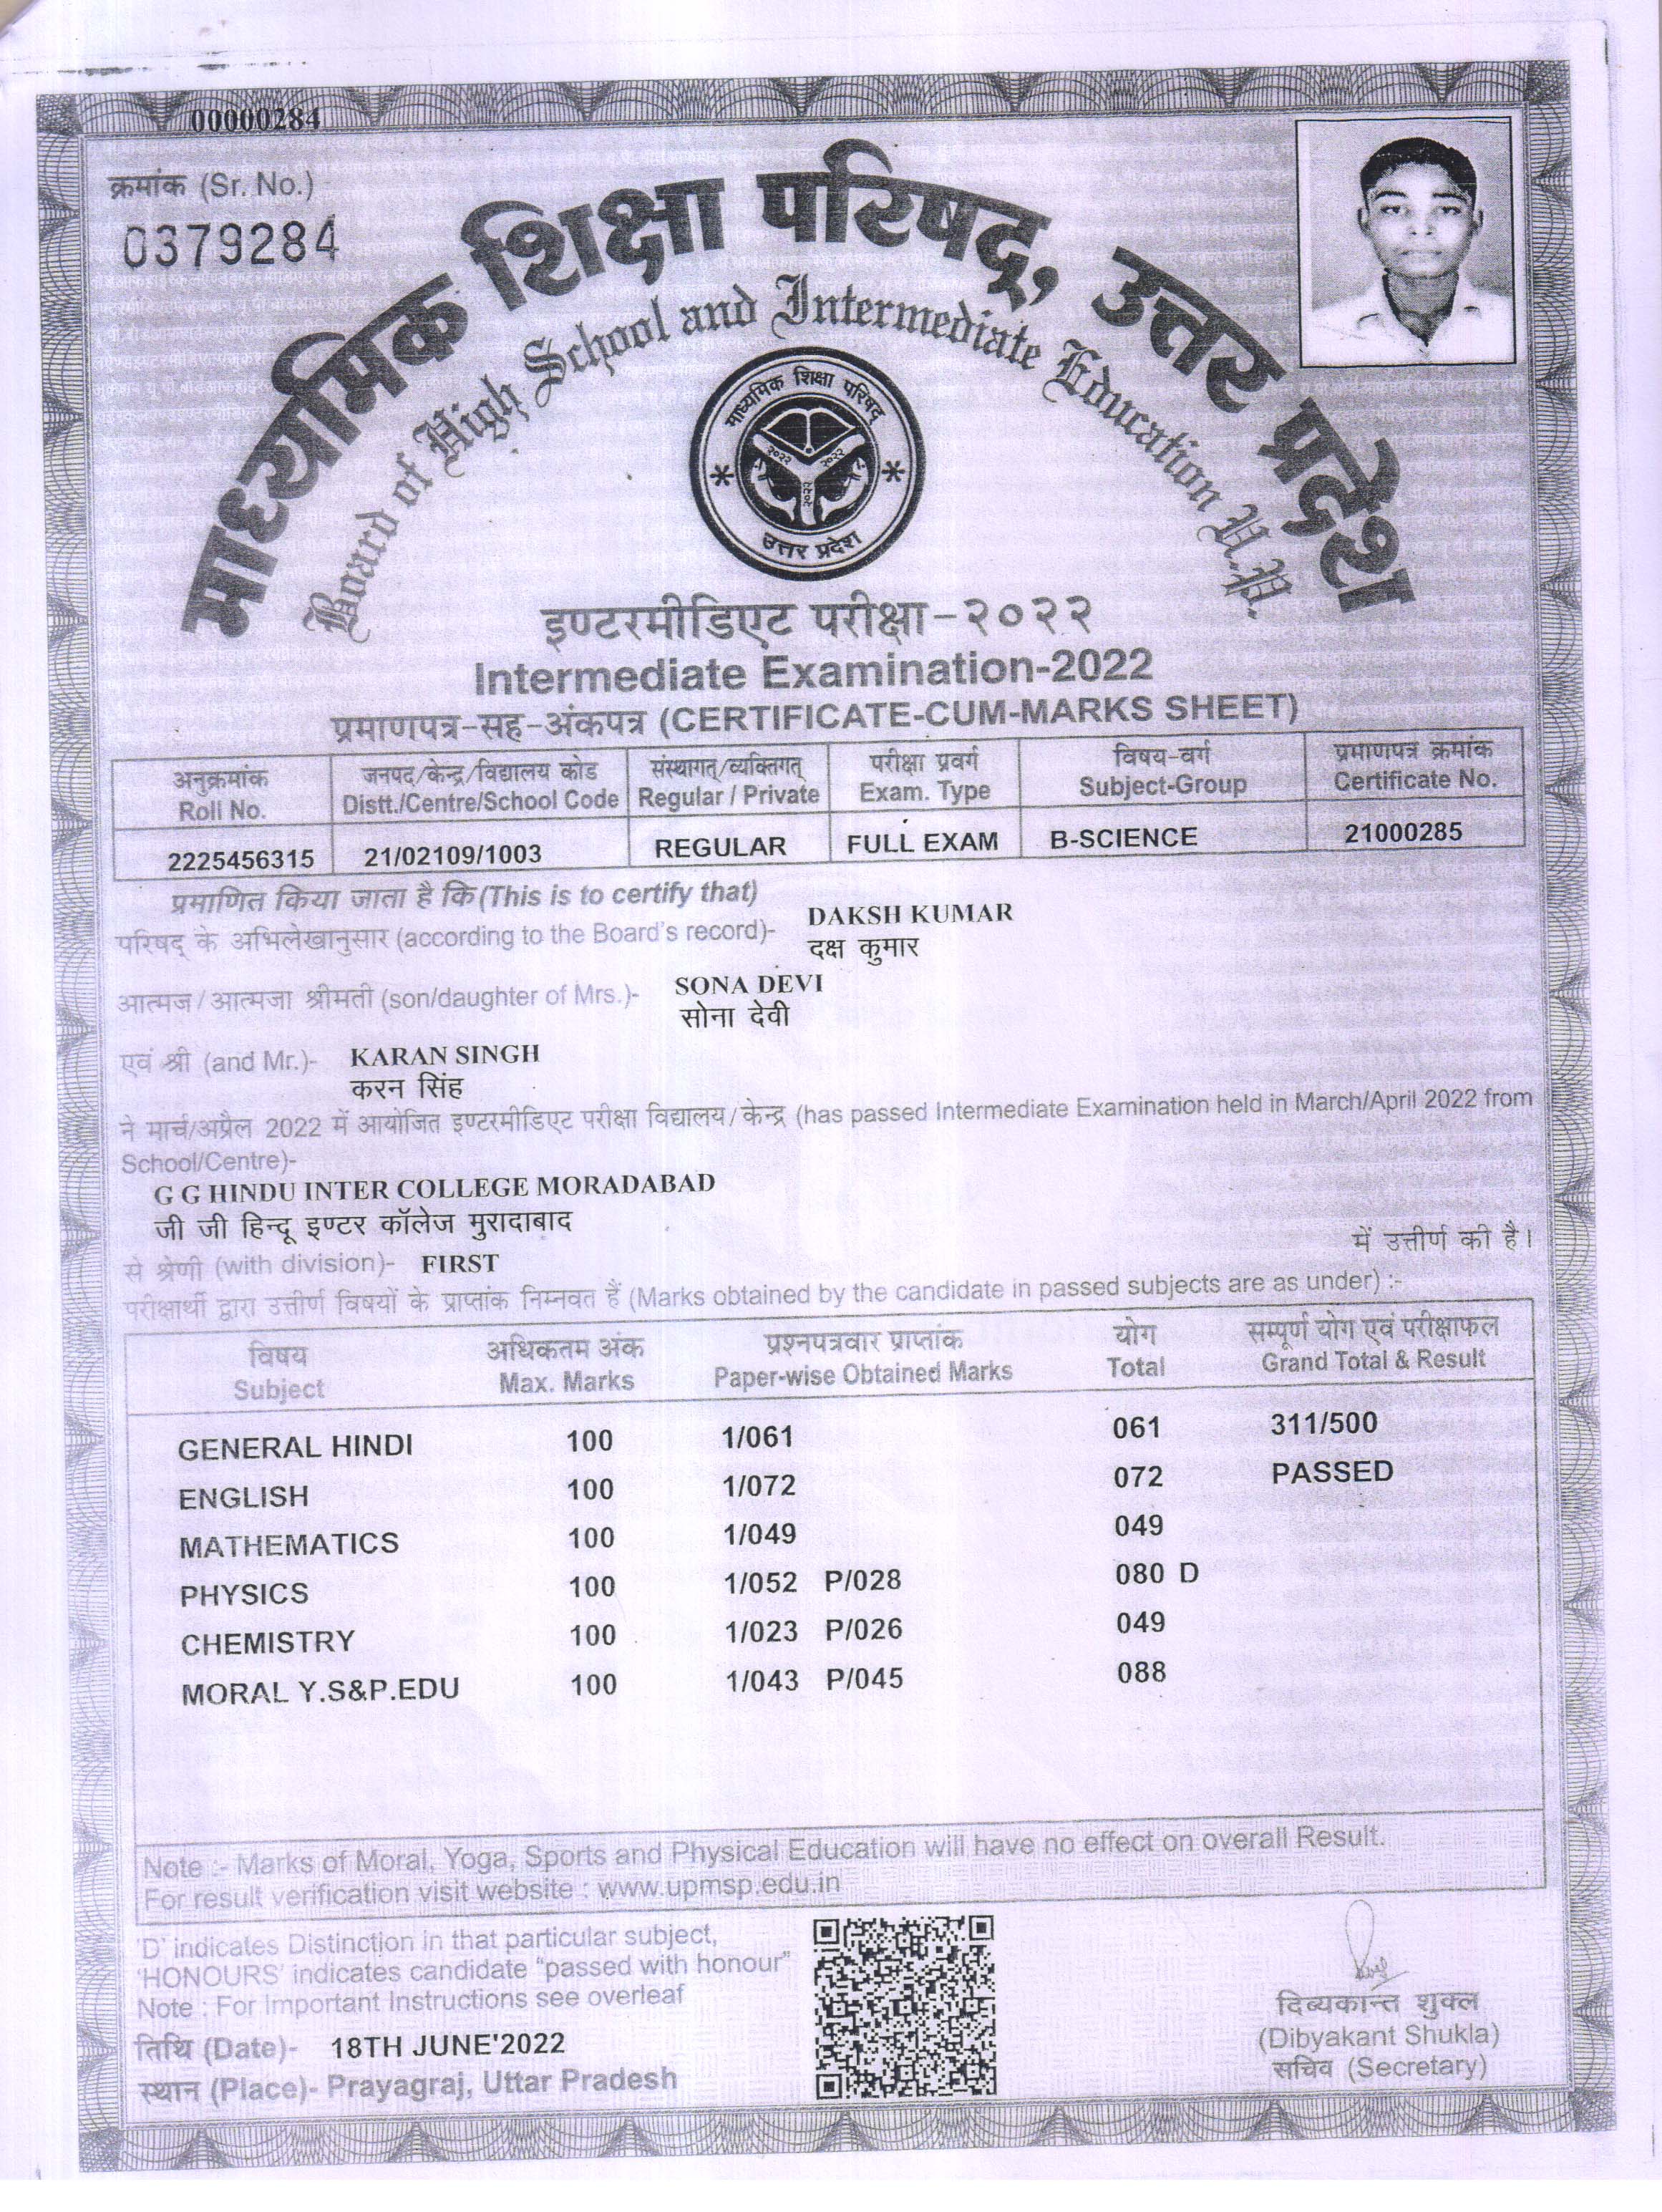 00000284
क्रमांक (Sr. No.)
0379284
माध्यमिक शिक्षा परिषद्, उत्तर प्रदेश
Board of High School and Intermediate Education U.P.
माध्यमिक शिक्षा परिषद्
२०२२ २०२२
२०२२
उत्तर प्रदेश
इण्टरमीडिएट परीक्षा-२०२२
Intermediate Examination-2022
प्रमाणपत्र-सह-अंकपत्र (CERTIFICATE-CUM-MARKS SHEET)
अनुक्रमांक जनपद/केन्द्र/विद्यालय कोड संस्थागत्/व्यक्तिगत् परीक्षा प्रवर्ग विषय-वर्ग प्रमाणपत्र क्रमांक
Roll No. Distt./Centre/School Code Regular / Private Exam. Type Subject-Group Certificate No.
2225456315 21/02109/1003 REGULAR FULL EXAM B-SCIENCE 21000285
प्रमाणित किया जाता है कि (This is to certify that)
परिषद् के अभिलेखानुसार (according to the Board's record)- DAKSH KUMAR
दक्ष कुमार
आत्मज/आत्मजा श्रीमती (son/daughter of Mrs.)- SONA DEVI
सोना देवी
एवं श्री (and Mr.)- KARAN SINGH
करन सिंह
ने मार्च/अप्रैल 2022 में आयोजित इण्टरमीडिएट परीक्षा विद्यालय/केन्द्र (has passed Intermediate Examination held in March/April 2022 from
School/Centre)-
G G HINDU INTER COLLEGE MORADABAD
जी जी हिन्दू इण्टर कॉलेज मुरादाबाद
में उत्तीर्ण की है।
से श्रेणी (with division)- FIRST
परीक्षार्थी द्वारा उत्तीर्ण विषयों के प्राप्तांक निम्नवत हैं (Marks obtained by the candidate in passed subjects are as under) :-
विषय अधिकतम अंक प्रश्नपत्रवार प्राप्तांक योग सम्पूर्ण योग एवं परीक्षाफल
Subject Max. Marks Paper-wise Obtained Marks Total Grand Total & Result
GENERAL HINDI 100 1/061 061 311/500
ENGLISH 100 1/072 072 PASSED
MATHEMATICS 100 1/049 049
PHYSICS 100 1/052 P/028 080 D
CHEMISTRY 100 1/023 P/026 049
MORAL Y.S&P.EDU 100 1/043 P/045 088
Note :- Marks of Moral, Yoga, Sports and Physical Education will have no effect on overall Result.
For result verification visit website : www.upmsp.edu.in
'D' indicates Distinction in that particular subject,
'HONOURS' indicates candidate "passed with honour"
Note : For Important Instructions see overleaf
तिथि (Date)- 18TH JUNE'2022
स्थान (Place)- Prayagraj, Uttar Pradesh
दिव्यकान्त शुक्ल
(Dibyakant Shukla)
सचिव (Secretary)